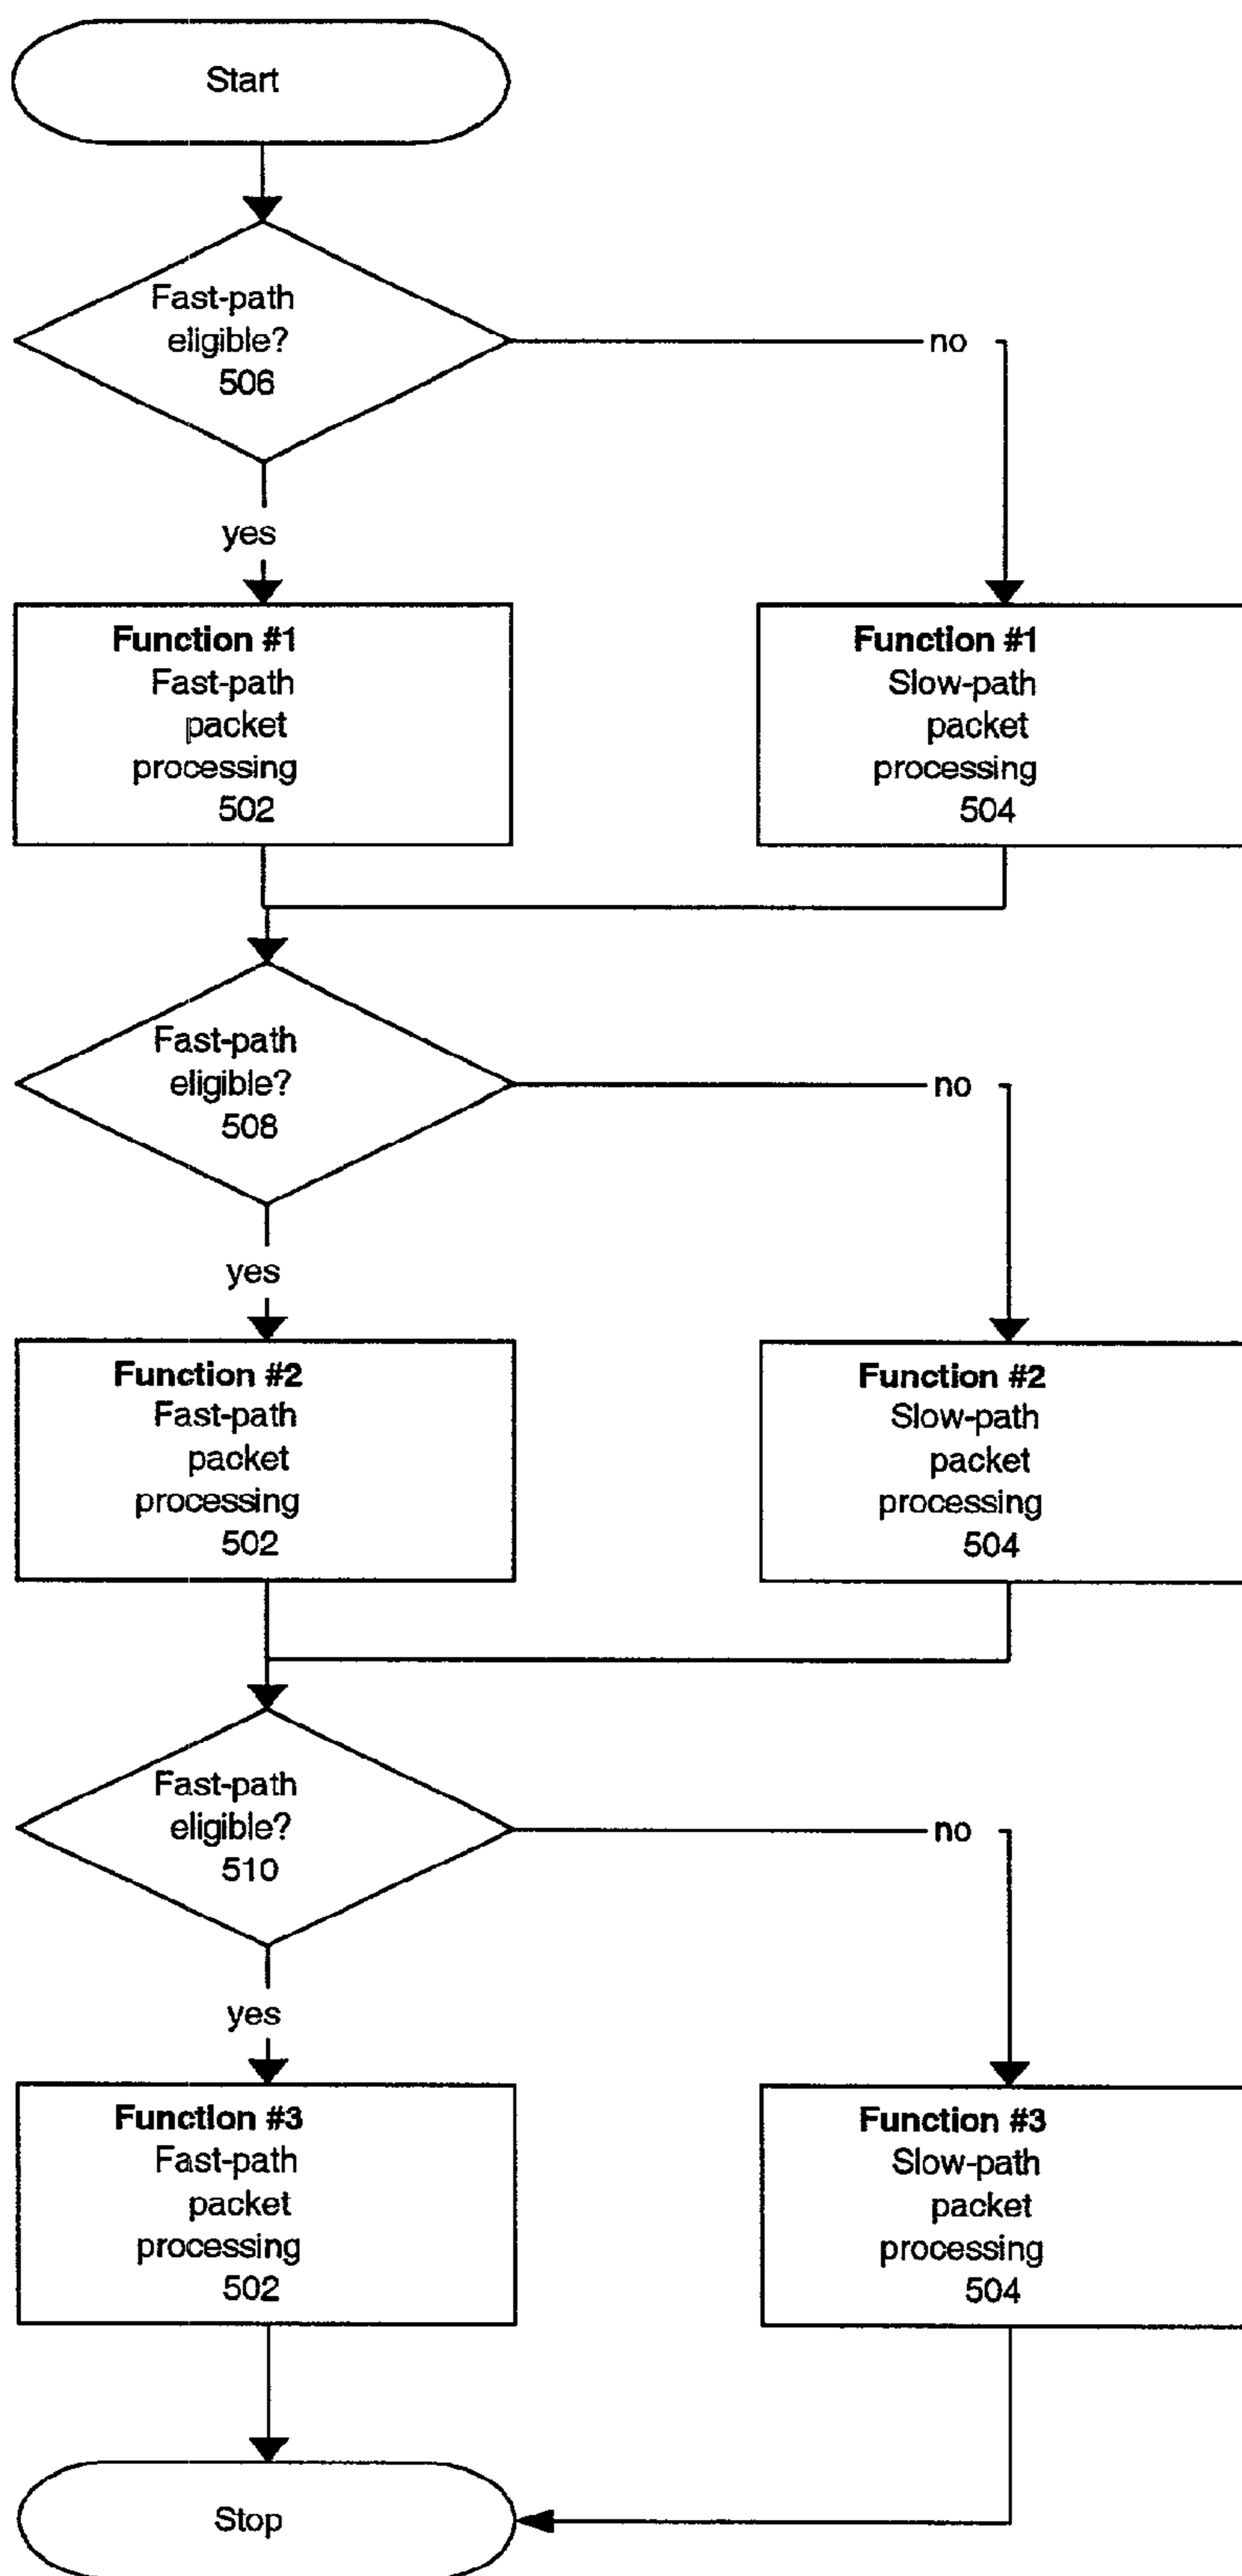 Start
Fast-path
eligible?
506
no
yes
Function #1
Fast-path
packet
processing
502
Function #1
Slow-path
packet
processing
504
Fast-path
eligible?
508
no
yes
Function #2
Fast-path
packet
processing
502
Function #2
Slow-path
packet
processing
504
Fast-path
eligible?
510
no
yes
Function #3
Fast-path
packet
processing
502
Function #3
Slow-path
packet
processing
504
Stop